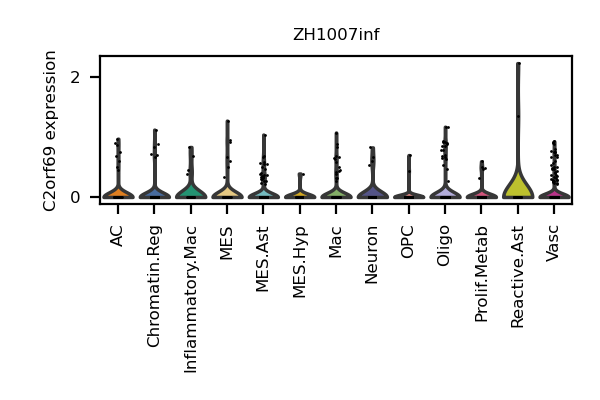 ZH1007inf
C2orf69 expression
2
0
AC
Chromatin.Reg
Inflammatory.Mac
MES
MES.Ast
MES.Hyp
Mac
Neuron
OPC
Oligo
Prolif.Metab
Reactive.Ast
Vasc